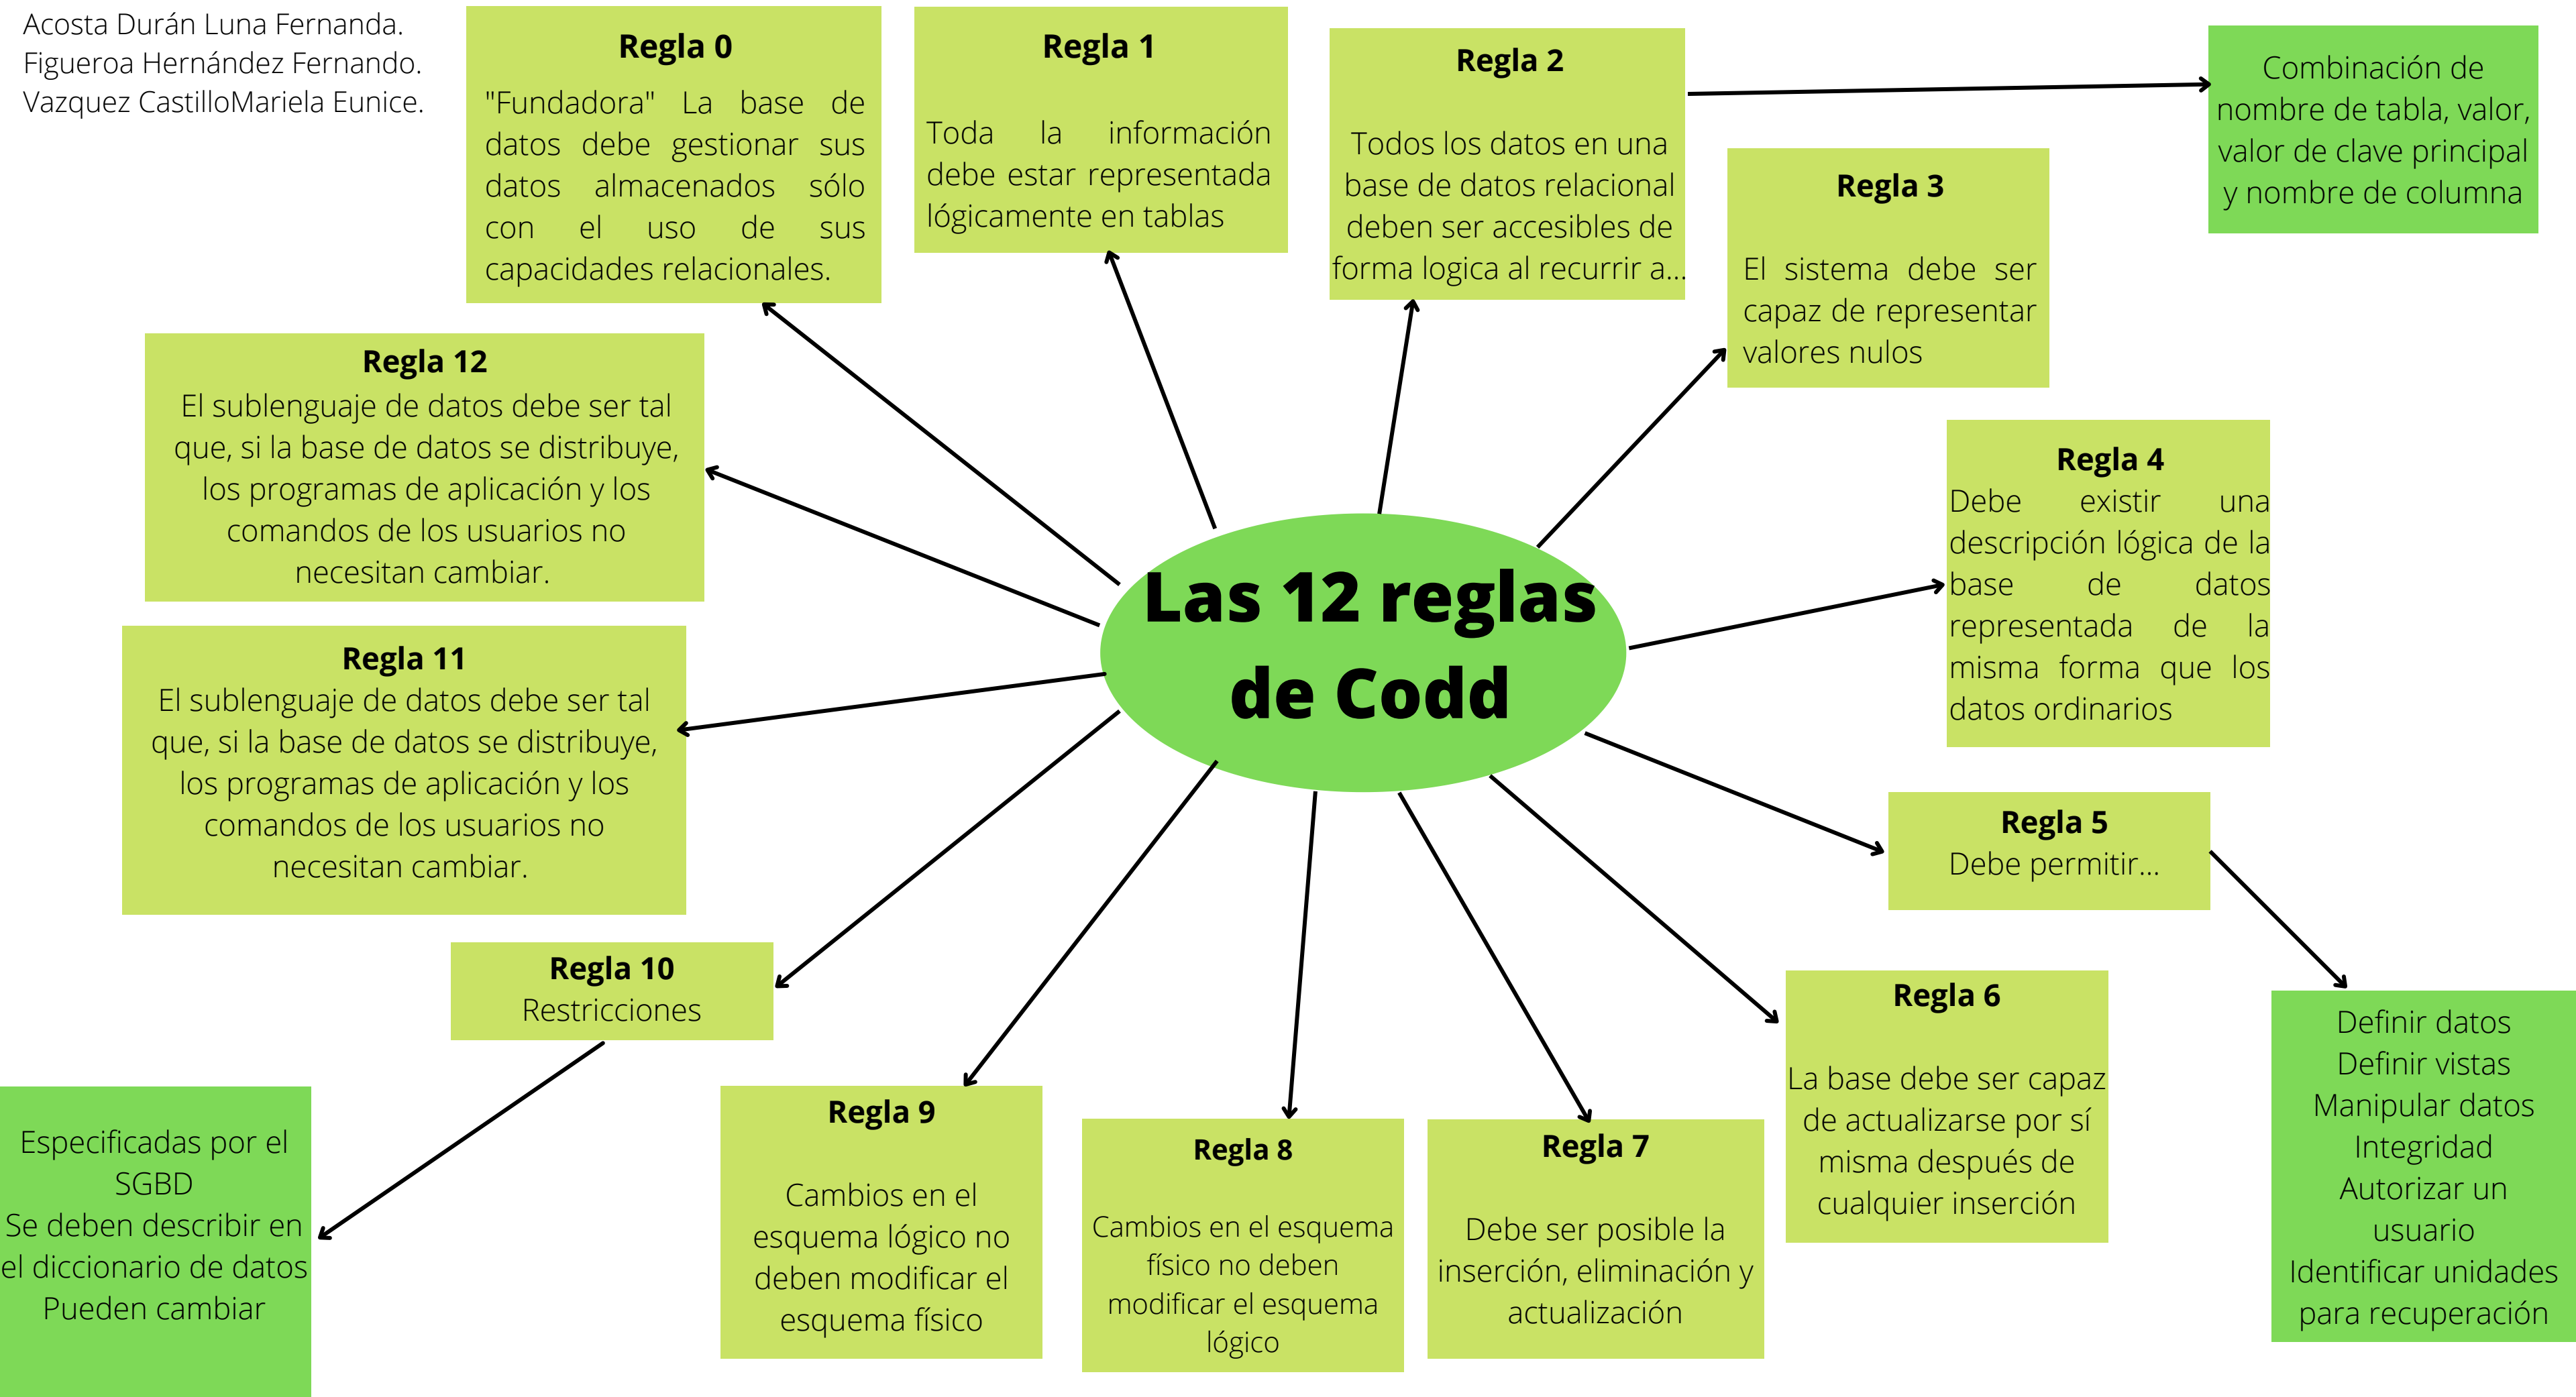 Acosta Durán Luna Fernanda.
Figueroa Hernández Fernando.
Vazquez CastilloMariela Eunice.
Regla 0
"Fundadora" La base de
datos debe gestionar sus
datos almacenados sólo
con el uso de sus
capacidades relacionales.
Regla 1
Toda la información
debe estar representada
lógicamente en tablas
Regla 2
Todos los datos en una
base de datos relacional
deben ser accesibles de
forma logica al recurrir a...
Combinación de
nombre de tabla, valor,
valor de clave principal
y nombre de columna
Regla 3
El sistema debe ser
capaz de representar
valores nulos
Regla 4
Debe existir una
descripción lógica de la
base de datos
representada de la
misma forma que los
datos ordinarios
Las 12 reglas
de Codd
Regla 12
El sublenguaje de datos debe ser tal
que, si la base de datos se distribuye,
los programas de aplicación y los
comandos de los usuarios no
necesitan cambiar.
Regla 11
El sublenguaje de datos debe ser tal
que, si la base de datos se distribuye,
los programas de aplicación y los
comandos de los usuarios no
necesitan cambiar.
Regla 5
Debe permitir...
Definir datos
Definir vistas
Manipular datos
Integridad
Autorizar un
usuario
Identificar unidades
para recuperación
Regla 10
Restricciones
Especificadas por el
SGBD
Se deben describir en
el diccionario de datos
Pueden cambiar
Regla 9
Cambios en el
esquema lógico no
deben modificar el
esquema físico
Regla 8
Cambios en el esquema
físico no deben
modificar el esquema
lógico
Regla 7
Debe ser posible la
inserción, eliminación y
actualización
Regla 6
La base debe ser capaz
de actualizarse por sí
misma después de
cualquier inserción